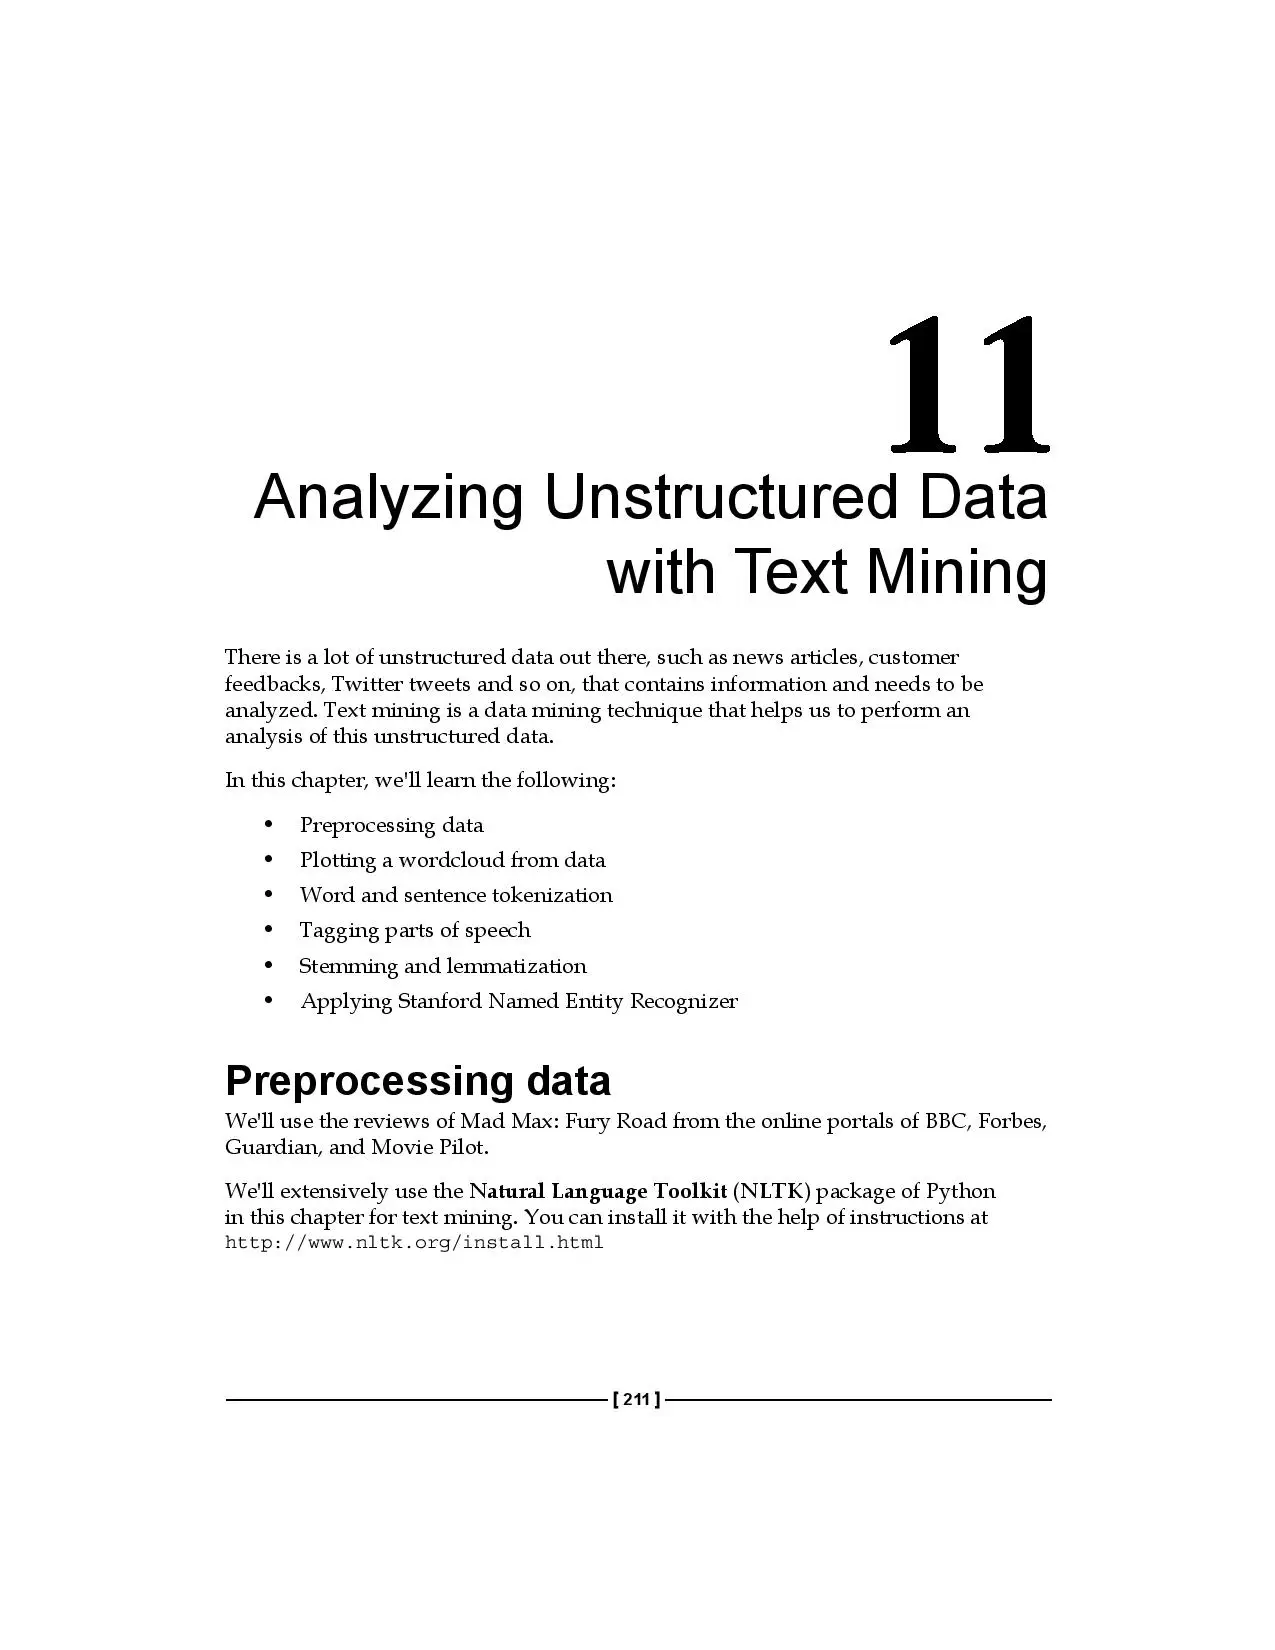 11
Analyzing Unstructured Data
with Text Mining
There is a lot of unstructured data out there, such as news articles, customer
feedbacks, Twitter tweets and so on, that contains information and needs to be
analyzed. Text mining is a data mining technique that helps us to perform an
analysis of this unstructured data.
In this chapter, we'll learn the following:
• Preprocessing data
• Plotting a wordcloud from data
• Word and sentence tokenization
• Tagging parts of speech
• Stemming and lemmatization
• Applying Stanford Named Entity Recognizer
Preprocessing data
We'll use the reviews of Mad Max: Fury Road from the online portals of BBC, Forbes,
Guardian, and Movie Pilot.
We'll extensively use the Natural Language Toolkit (NLTK) package of Python
in this chapter for text mining. You can install it with the help of instructions at
http://www.nltk.org/install.html
[ 211 ]